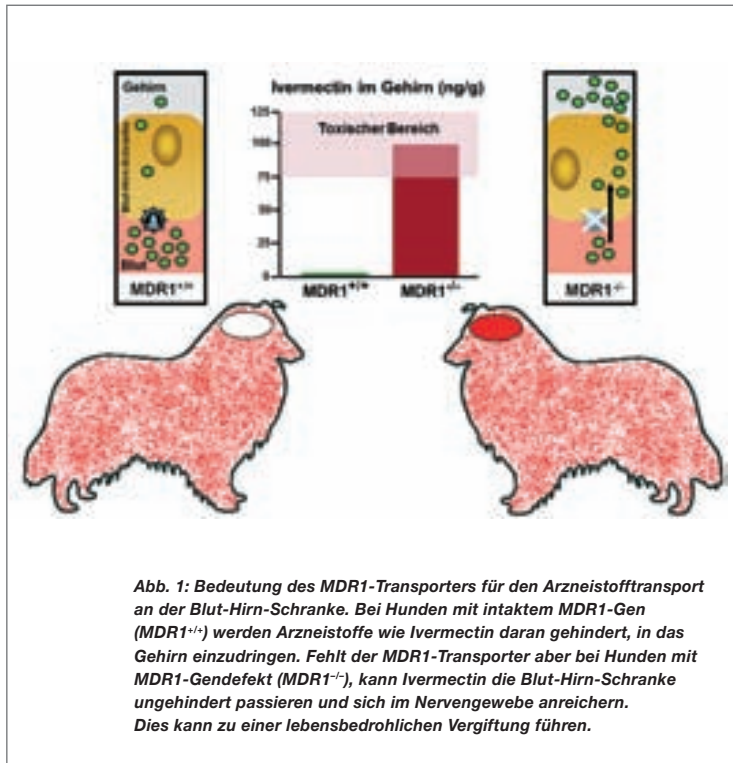 Gehirn
Blut-Hirn-Schranke
Blut
MDR1+/+
Ivermectin im Gehirn (ng/g)
125
100
75
50
25
0
Toxischer Bereich
MDR1+/+
MDR1-/-
MDR1-/-
Abb. 1: Bedeutung des MDR1-Transporters für den Arzneistofftransport
an der Blut-Hirn-Schranke. Bei Hunden mit intaktem MDR1-Gen
(MDR1+/+) werden Arzneistoffe wie Ivermectin daran gehindert, in das
Gehirn einzudringen. Fehlt der MDR1-Transporter aber bei Hunden mit
MDR1-Gendefekt (MDR1-/-), kann Ivermectin die Blut-Hirn-Schranke
ungehindert passieren und sich im Nervengewebe anreichern.
Dies kann zu einer lebensbedrohlichen Vergiftung führen.